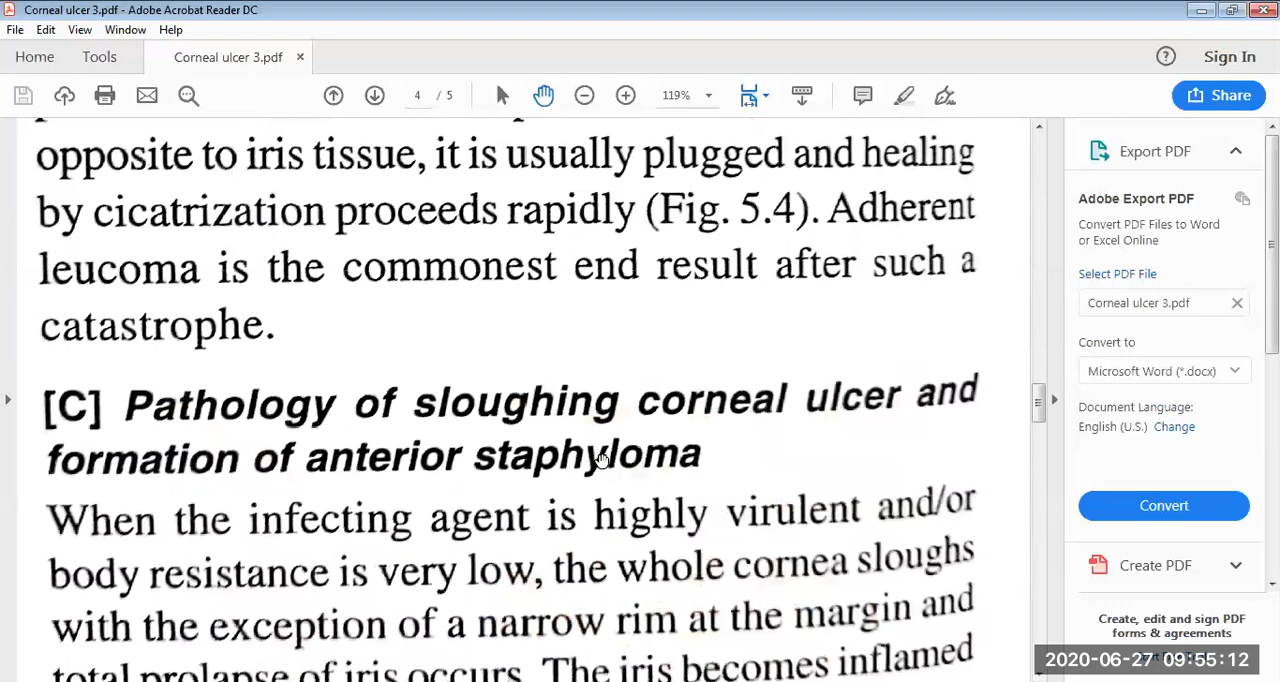 Corneal ulcer 3.pdf - Adobe Acrobat Reader DC
File Edit View Window Help
Home Tools Corneal ulcer 3.pdf × Sign In
4 / 5 119% Share
opposite to iris tissue, it is usually plugged and healing
by cicatrization proceeds rapidly (Fig. 5.4). Adherent
leucoma is the commonest end result after such a
catastrophe.
[C] Pathology of sloughing corneal ulcer and
formation of anterior staphyloma
When the infecting agent is highly virulent and/or
body resistance is very low, the whole cornea sloughs
with the exception of a narrow rim at the margin and
total prolapse of iris occurs. The iris becomes inflamed
Export PDF
Adobe Export PDF
Convert PDF Files to Word
or Excel Online
Select PDF File
Corneal ulcer 3.pdf
Convert to
Microsoft Word (*.docx)
Document Language:
English (U.S.) Change
Convert
Create PDF
Create, edit and sign PDF
forms & agreements
2020-06-27 09:55:12